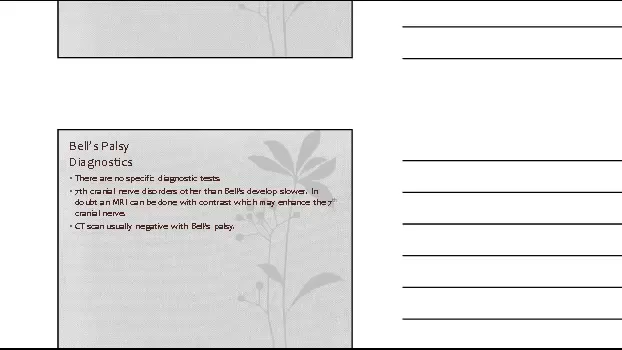 Bell's Palsy
Diagnostics
• There are no specific diagnostic tests.
• 7th cranial nerve disorders other than Bell's develop slower. In
doubt an MRI can be done with contrast which may enhance the 7th
cranial nerve.
• CT scan usually negative with Bell's palsy.